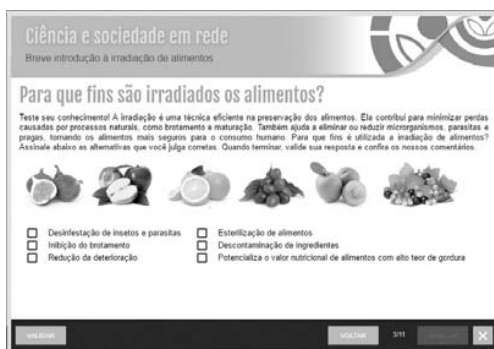 Ciência e sociedade em rede
Breve introdução à irradiação de alimentos
Para que fins são irradiados os alimentos?
Teste seu conhecimento! A irradiação é uma técnica eficiente na preservação dos alimentos. Ela contribui para minimizar perdas
causadas por processos naturais, como brotamento e maturação. Também ajuda a eliminar ou reduzir microrganismos, parasitas e
pragas, tornando os alimentos mais seguros para o consumo humano. Para que fins é utilizada a irradiação de alimentos?
Assinale abaixo as alternativas que você julga corretas. Quando terminar, valide sua resposta e confira os nossos comentários.
Desinfestação de insetos e parasitas
Inibição do brotamento
Redução da deterioração
Esterilização de alimentos
Descontaminação de ingredientes
Potencializa o valor nutricional de alimentos com alto teor de gordura
VALIDAR
VOLTAR
3/11
X